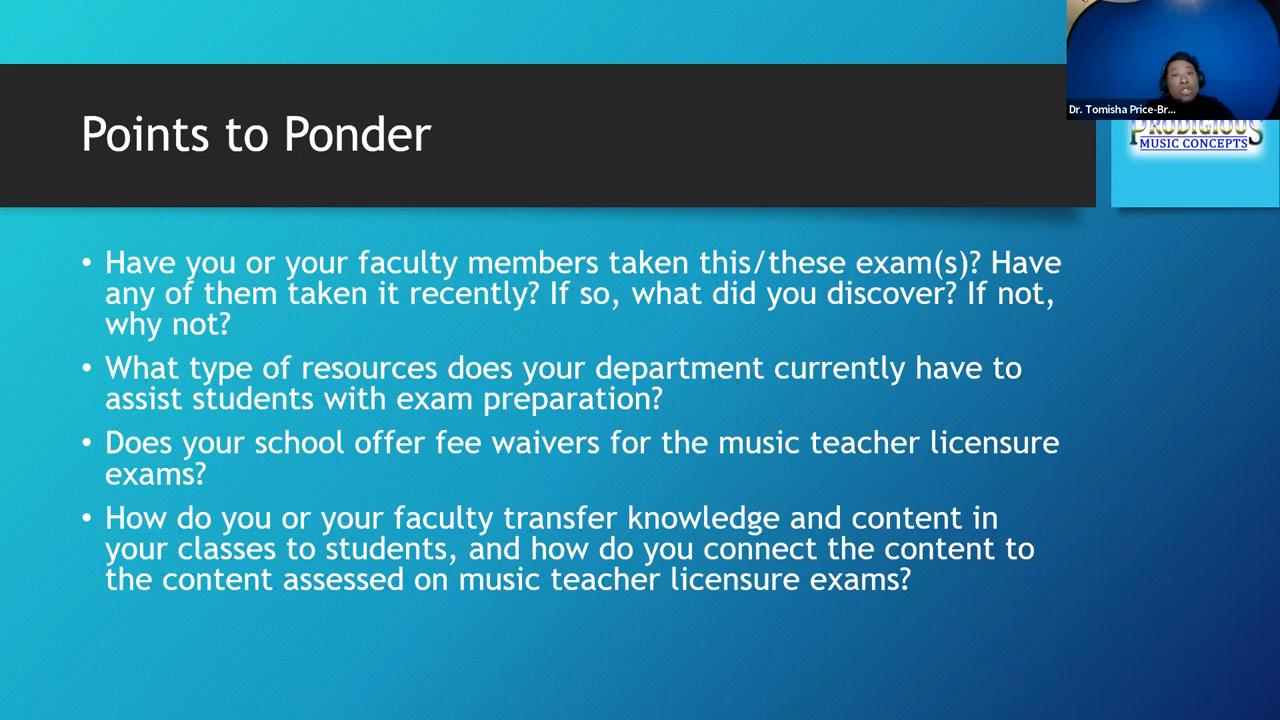 Dr. Tomisha Price-Br...
Points to Ponder
PRODIGIOUS
MUSIC CONCEPTS
• Have you or your faculty members taken this/these exam(s)? Have
any of them taken it recently? If so, what did you discover? If not,
why not?
• What type of resources does your department currently have to
assist students with exam preparation?
• Does your school offer fee waivers for the music teacher licensure
exams?
• How do you or your faculty transfer knowledge and content in
your classes to students, and how do you connect the content to
the content assessed on music teacher licensure exams?